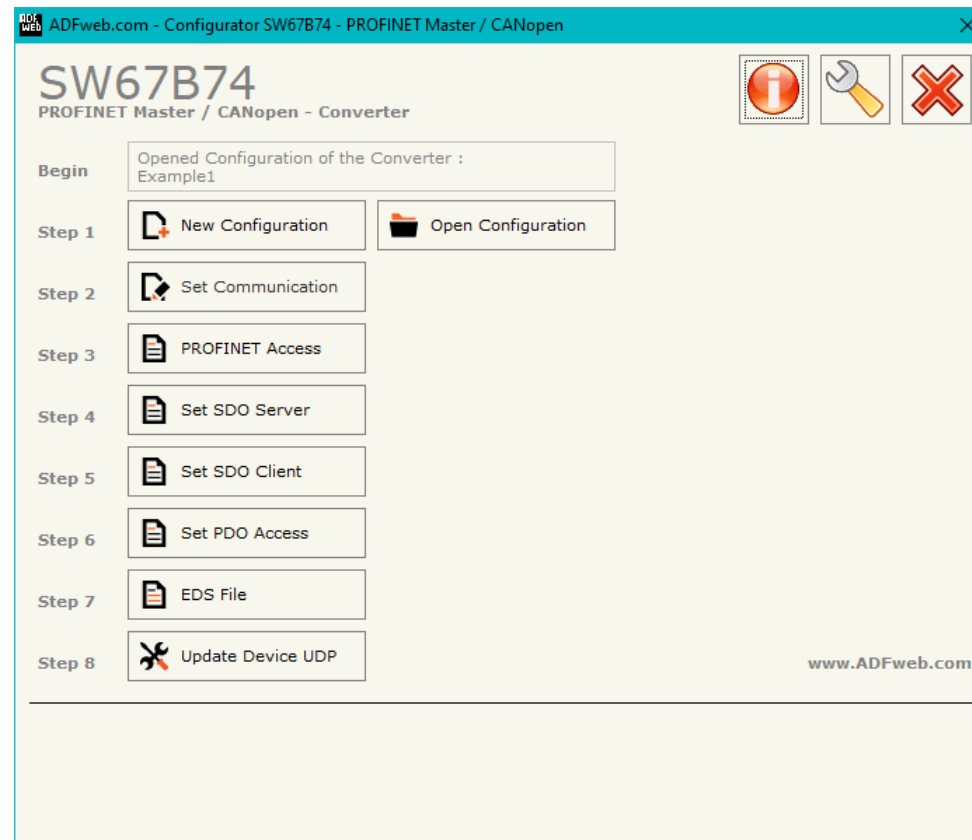 ADF
WEB
ADFweb.com - Configurator SW67B74 - PROFINET Master / CANopen
SW67B74
PROFINET Master / CANopen - Converter
Begin
Opened Configuration of the Converter :
Example1
Step 1
New Configuration
Open Configuration
Step 2
Set Communication
Step 3
PROFINET Access
Step 4
Set SDO Server
Step 5
Set SDO Client
Step 6
Set PDO Access
Step 7
EDS File
Step 8
Update Device UDP
www.ADFweb.com